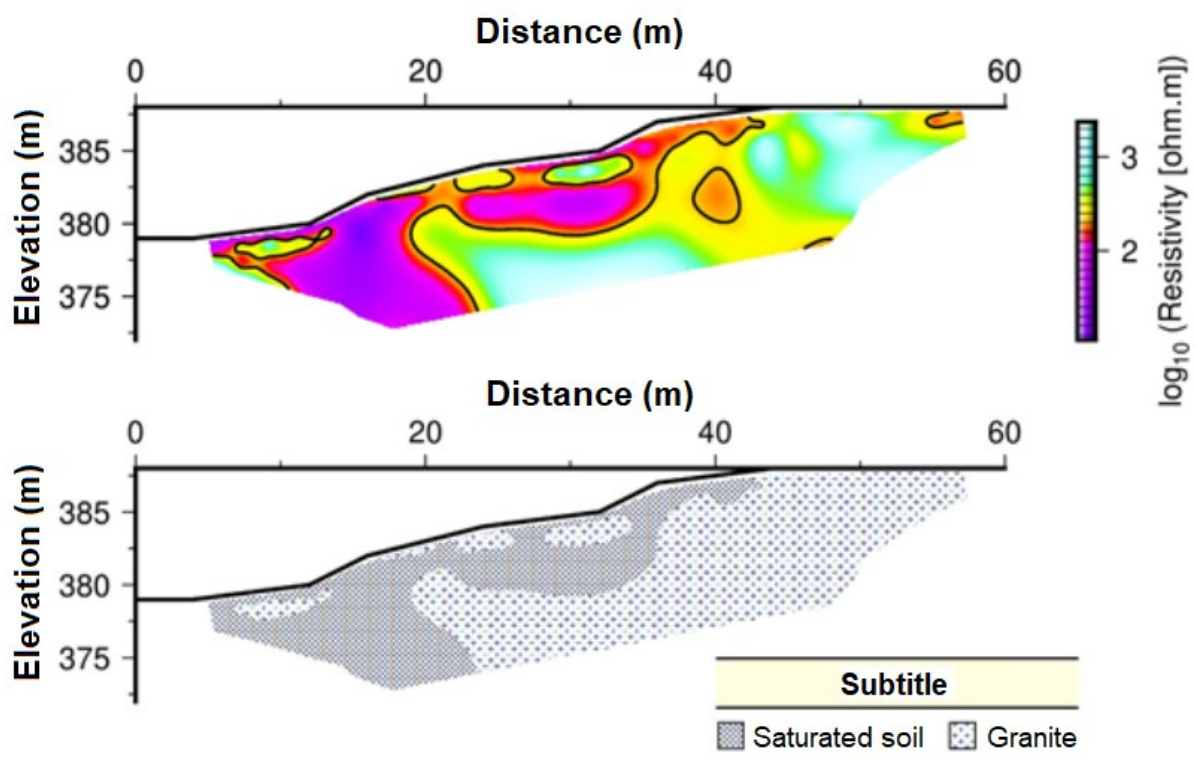 Distance (m)
0 20 40 60
Elevation (m)
385
380
375
3
2
log10 (Resistivity [ohm.m])
Distance (m)
0 20 40 60
Elevation (m)
385
380
375
Subtitle
Saturated soil Granite